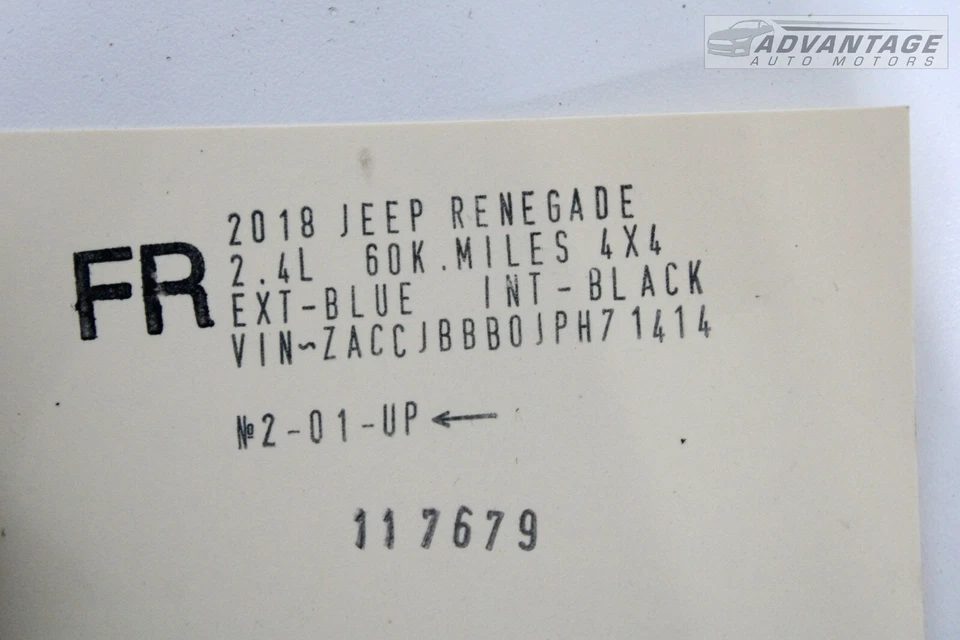 ADVANTAGE
AUTO MOTORS
FR
2018 JEEP RENEGADE
2.4L 60K.MILES 4X4
EXT-BLUE INT-BLACK
VIN~ZACCJBBB0JPH71414
№2-01-UP←
117679